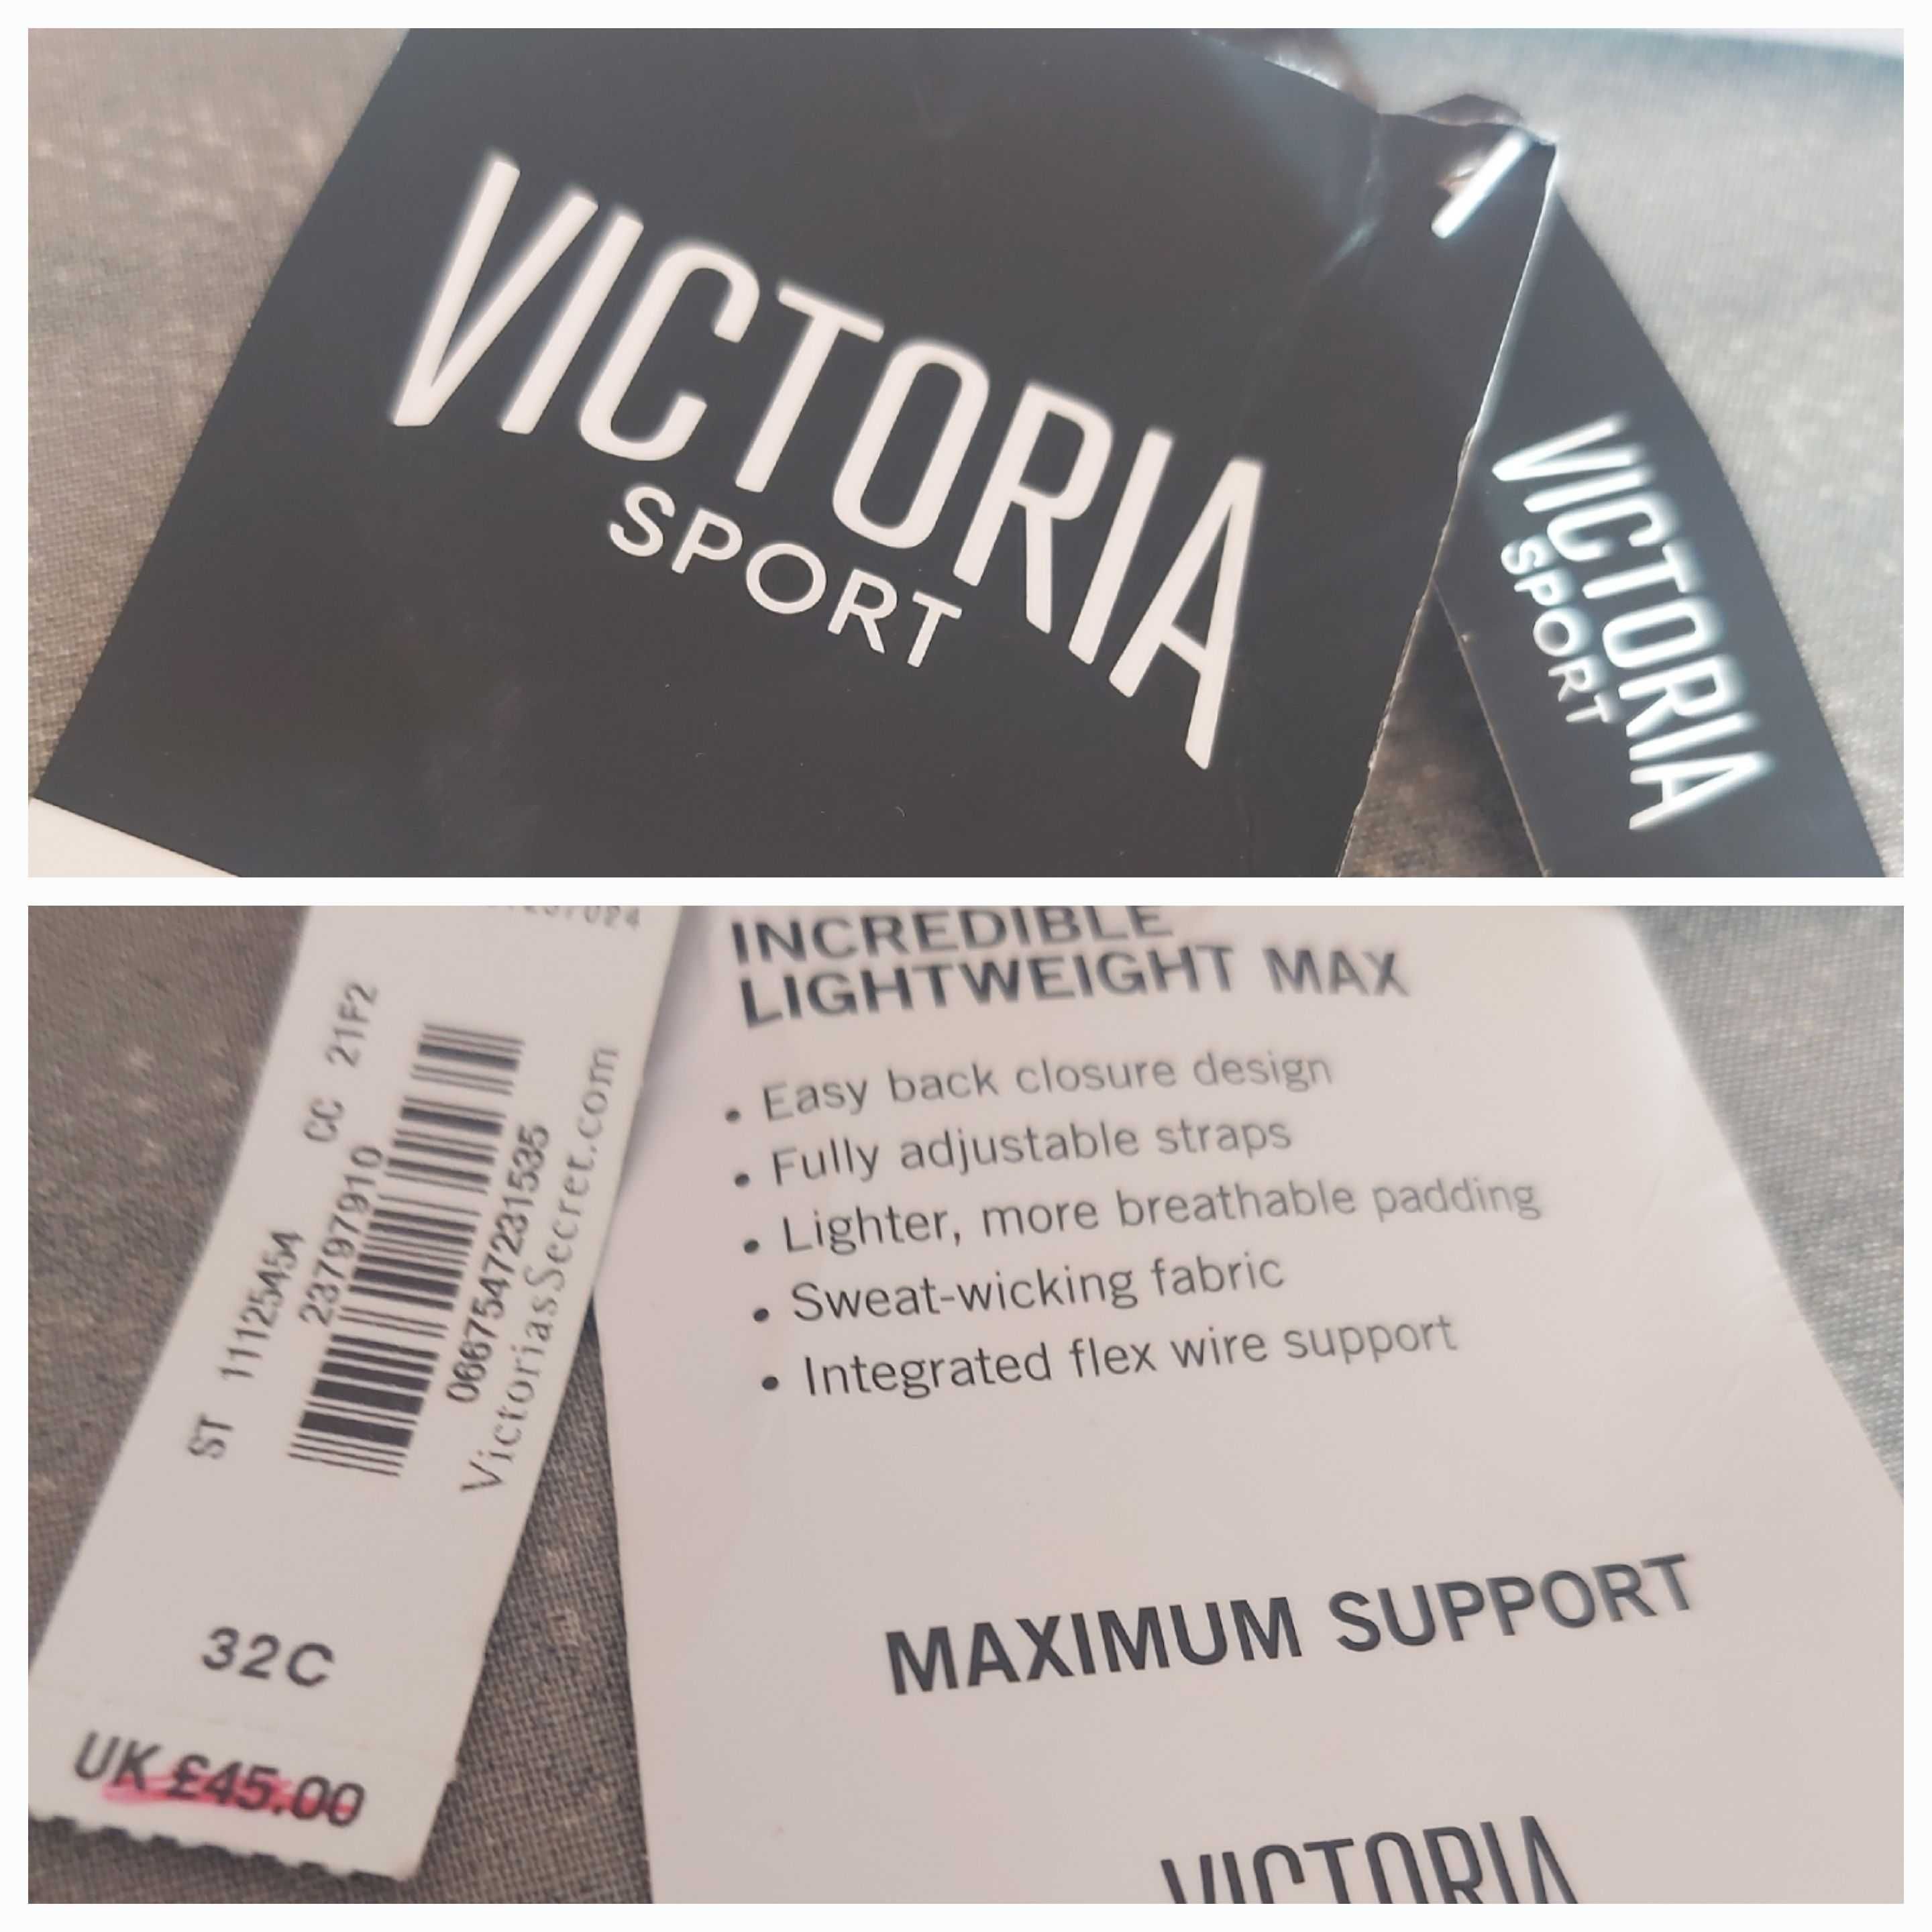 VICTORIA
SPORT
VICTORIA
SPORT
ST 11125454 CC 21F2
23797910
0667547231535
VictoriasSecret.com
32C
UK £45.00
INCREDIBLE
LIGHTWEIGHT MAX
• Easy back closure design
• Fully adjustable straps
• Lighter, more breathable padding
• Sweat-wicking fabric
• Integrated flex wire support
MAXIMUM SUPPORT
VICTORIA